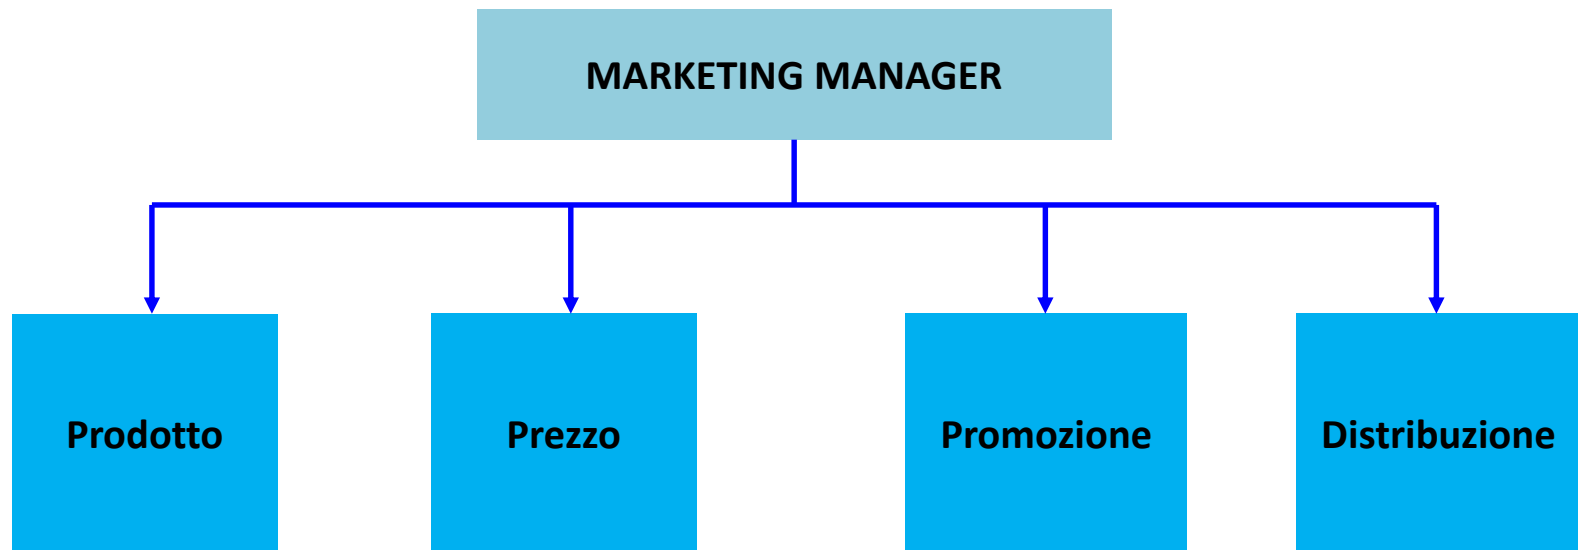 MARKETING MANAGER
Prodotto
Prezzo
Promozione
Distribuzione